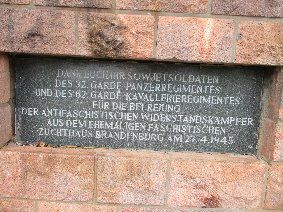 DANK EUCH IHR SOWJETSOLDATEN
DES 32. GARDE PANZERREGIMENTES
UND DES 62. GARDE KAVALLERIEREGIMENTES
FÜR DIE BEFREIUNG
DER ANTIFASCHISTISCHEN WIDERSTANDSKÄMPFER
AUS DEM EHEMALIGEN FASCHISTISCHEN
ZUCHTHAUS BRANDENBURG AM 27.4.1945